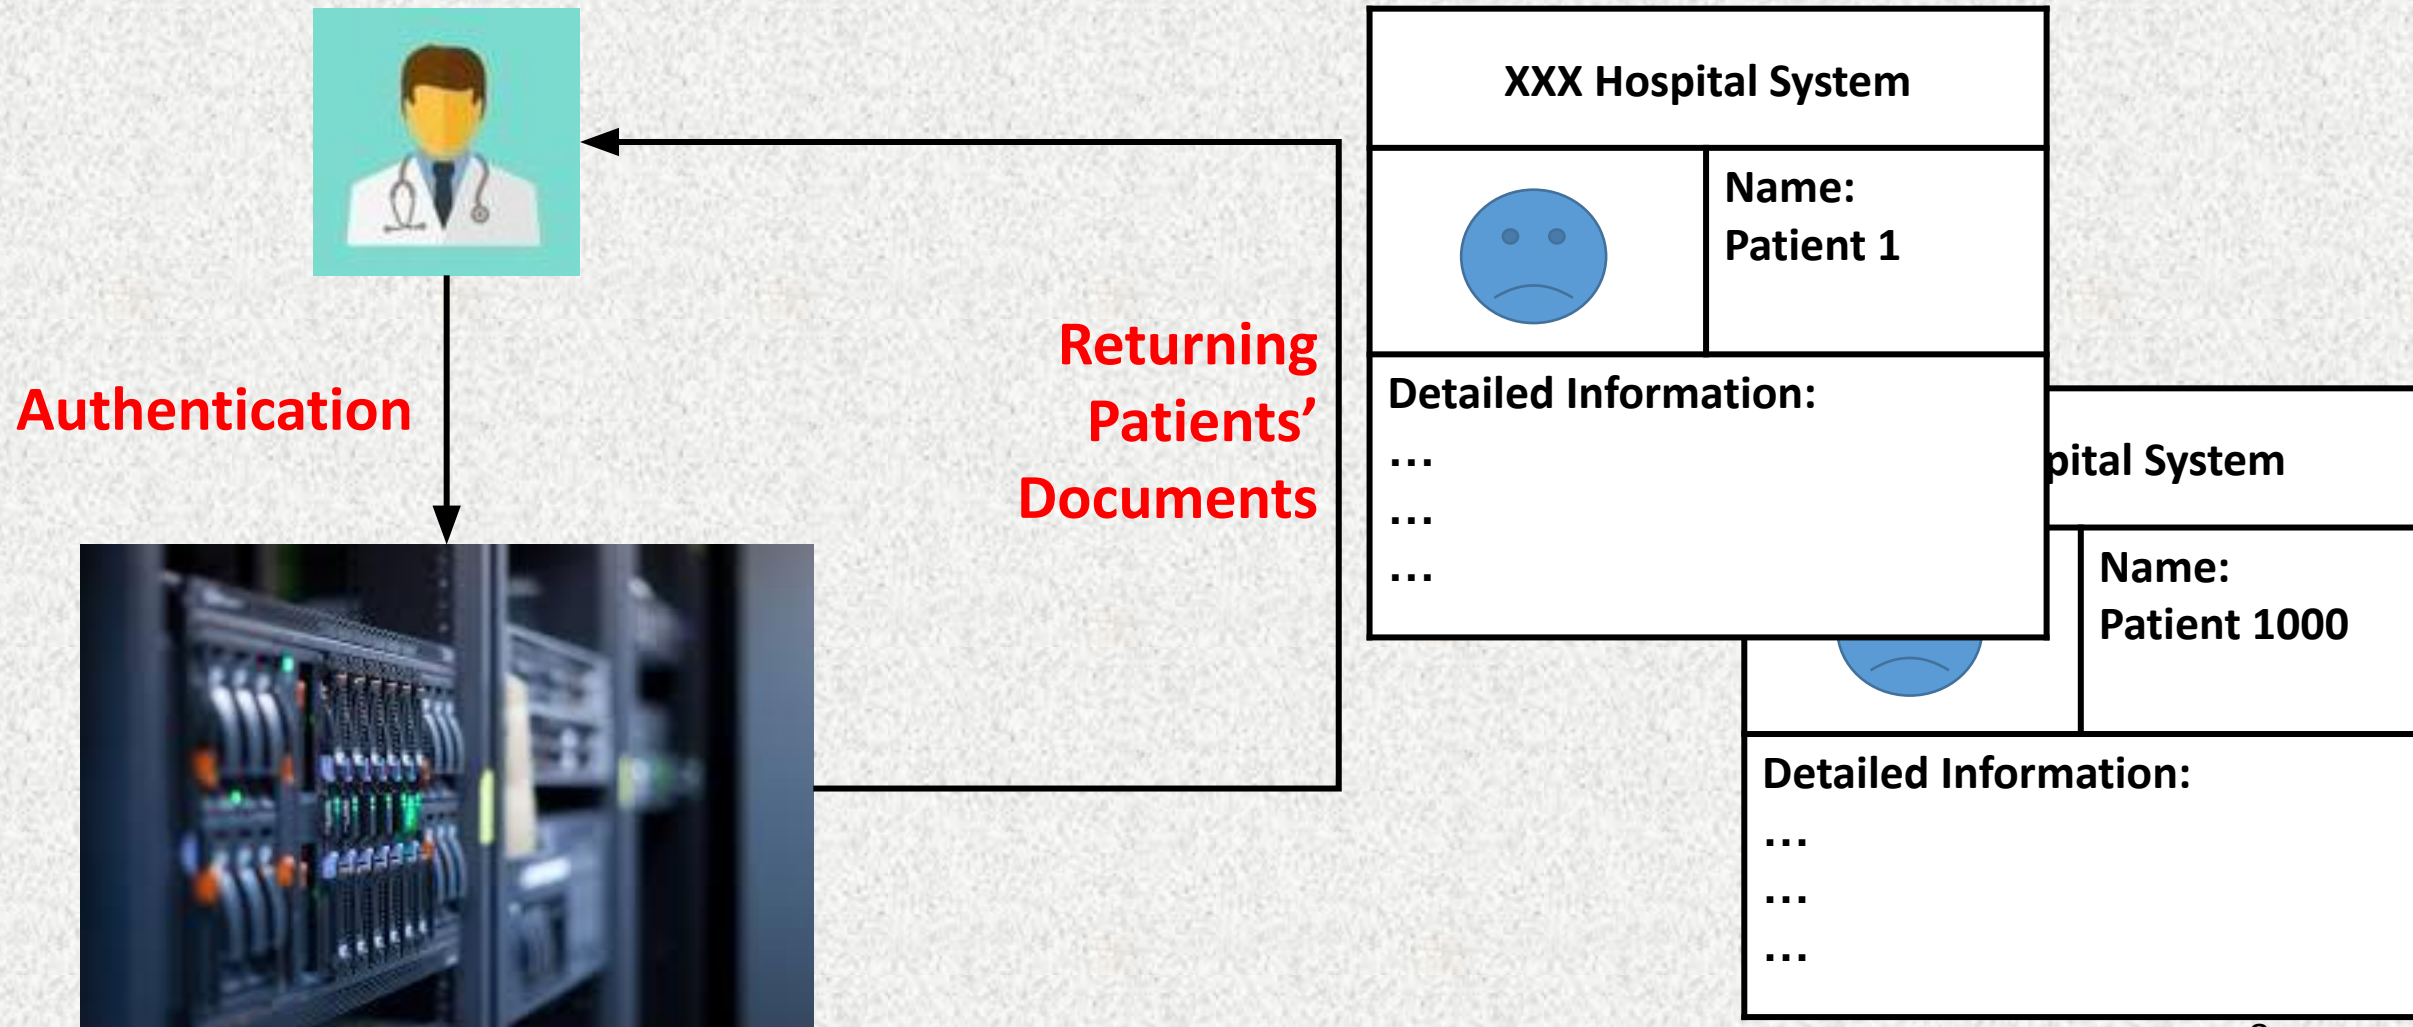 XXX Hospital System
Name:
Patient 1
Authentication
Returning
Patients’
Documents
Detailed Information:
...
...
...
pital System
Name:
Patient 1000
Detailed Information:
...
...
...